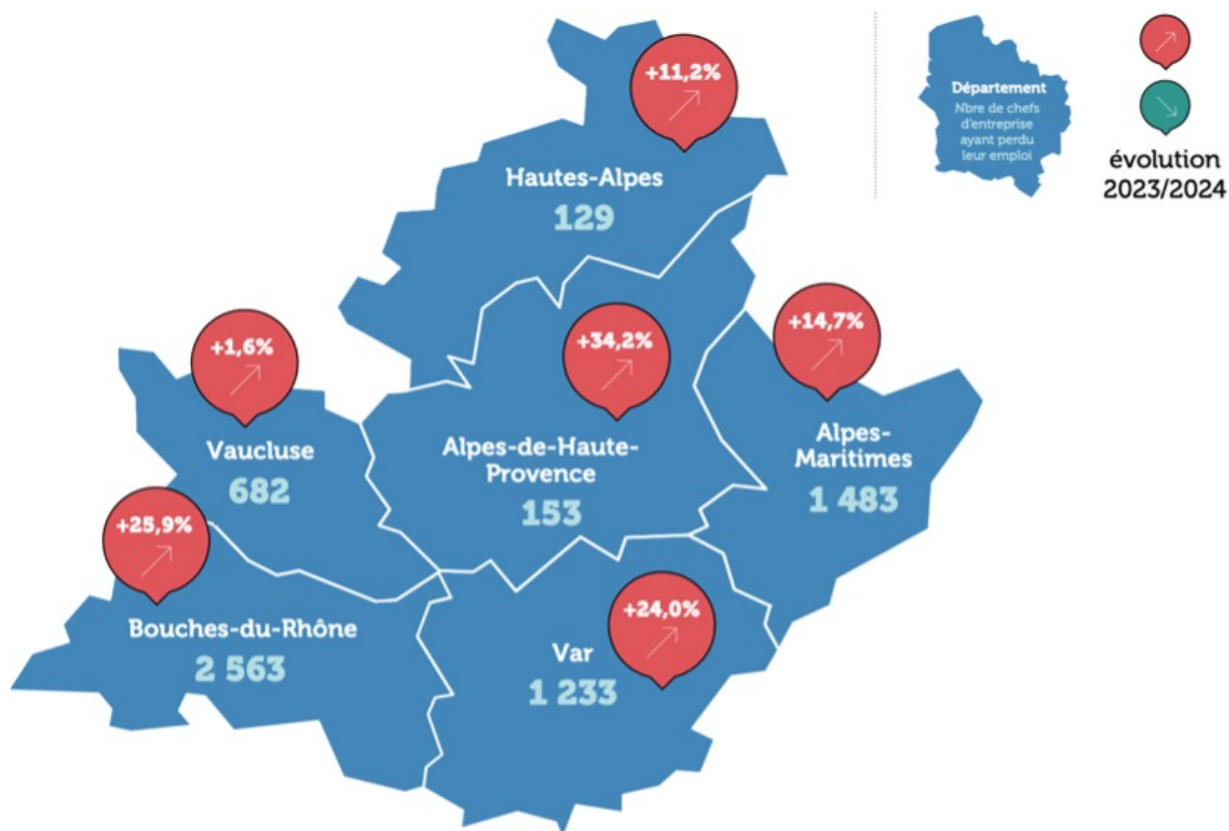 +11,2%
Hautes-Alpes
129
Département
Nbre de chefs
d'entreprise
ayant perdu
leur emploi
évolution
2023/2024
+1,6%
Vaucluse
682
+34,2%
Alpes-de-Haute-
Provence
153
+14,7%
Alpes-
Maritimes
1 483
+25,9%
Bouches-du-Rhône
2 563
+24,0%
Var
1 233